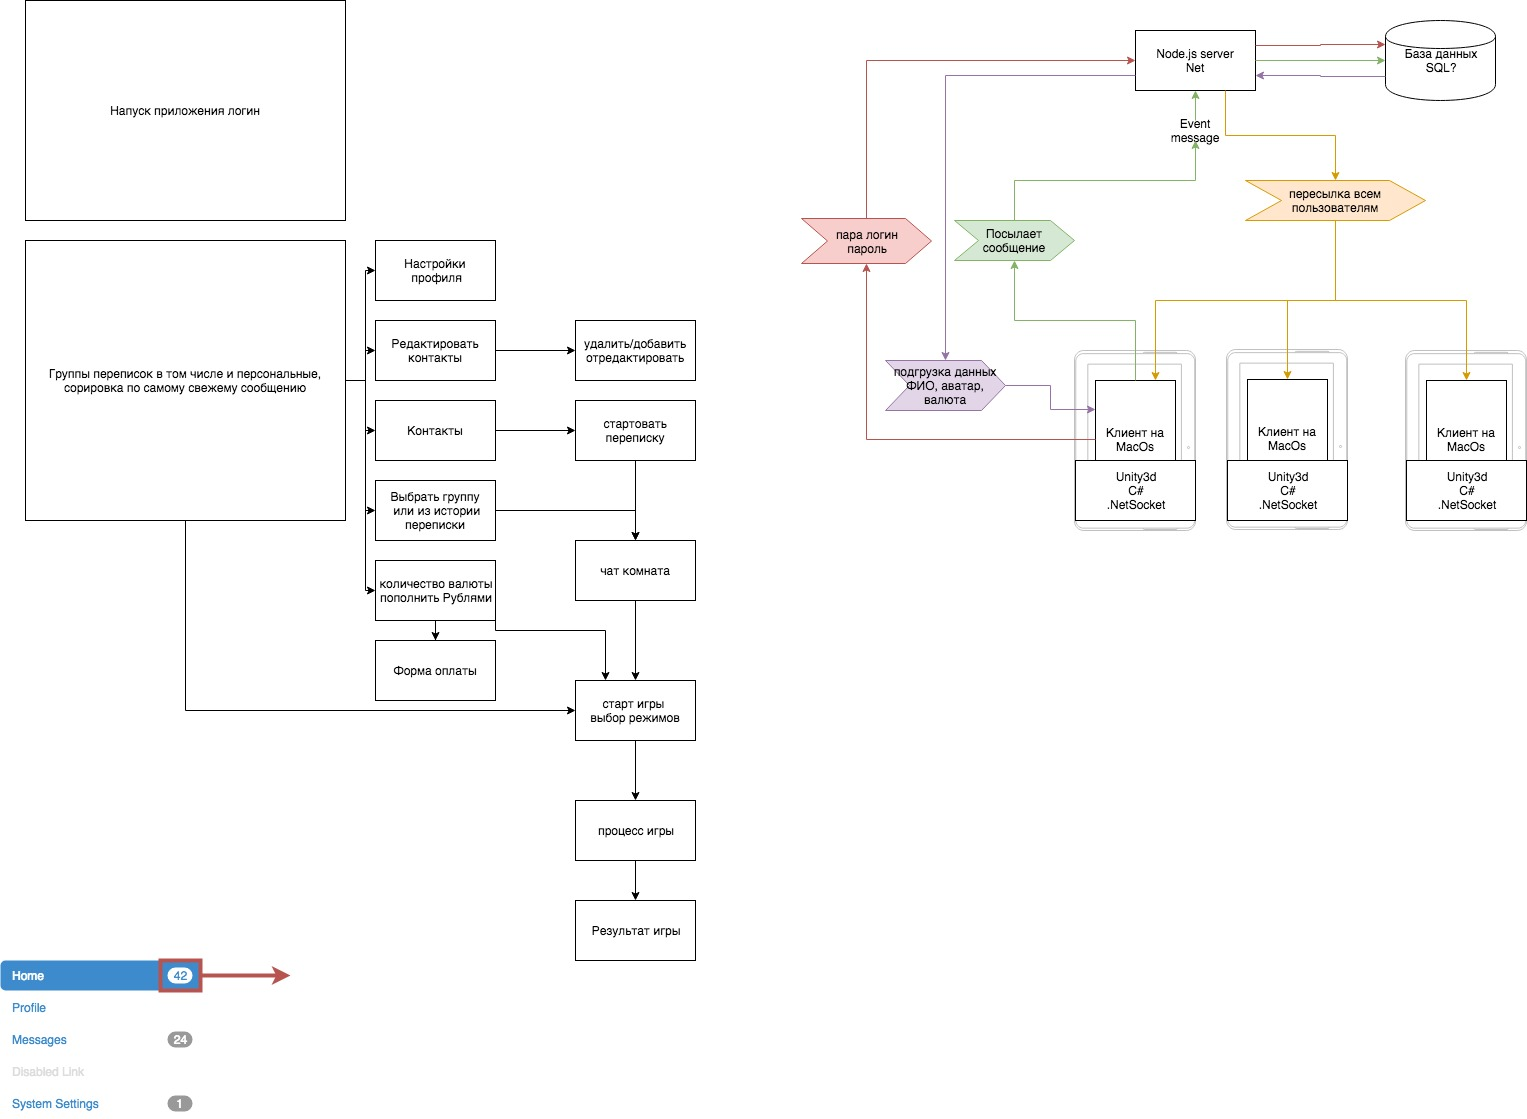 Напуск приложения логин
Группы переписок в том числе и персональные,
сорировка по самому свежему сообщению
Настройки
профиля
Редактировать
контакты
удалить/добавить
отредактировать
Контакты
стартовать
переписку
Выбрать группу
или из истории
переписки
чат комната
количество валюты
пополнить Рублями
Форма оплаты
старт игры
выбор режимов
процесс игры
Результат игры
Home
42
Profile
Messages
24
Disabled Link
System Settings
1
Node.js server
Net
База данных
SQL?
Event
message
пересылка всем
пользователям
пара логин
пароль
Посылает
сообщение
подгрузка данных
ФИО, аватар,
валюта
Клиент на
MacOs
Unity3d
C#
.NetSocket
Клиент на
MacOs
Unity3d
C#
.NetSocket
Клиент на
MacOs
Unity3d
C#
.NetSocket